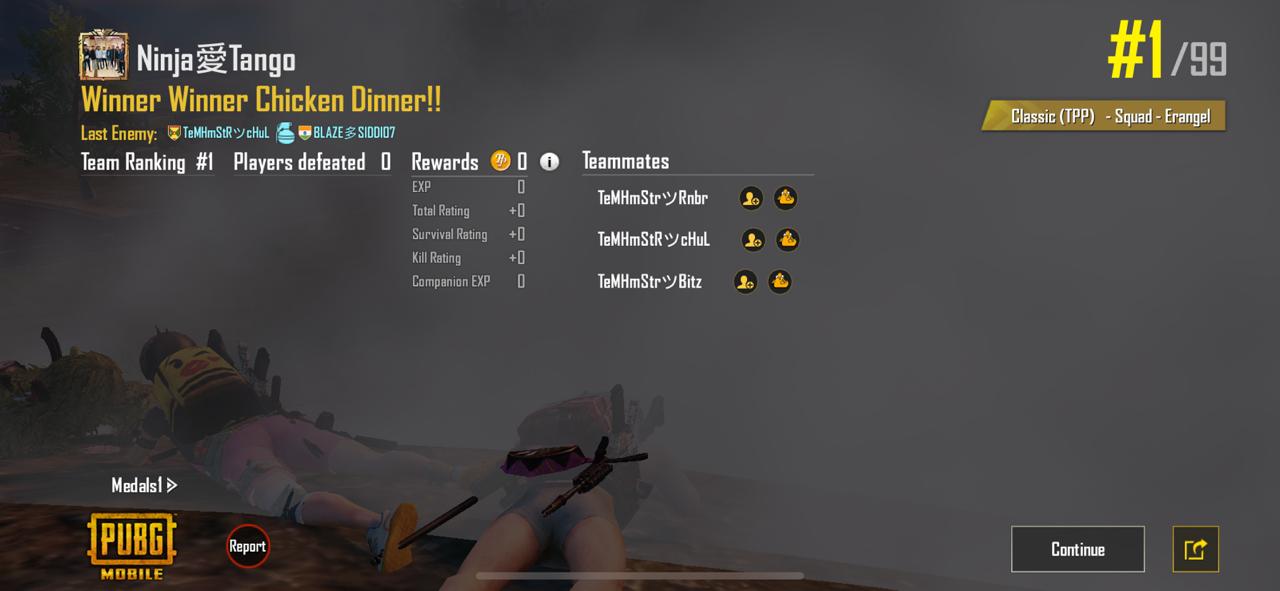 Ninja愛Tango
#1/99
Winner Winner Chicken Dinner!!
Classic (TPP) - Squad - Erangel
Last Enemy: TeMHmStRツcHuL BLAZE多SIDDI07
Team Ranking #1 Players defeated 0 Rewards 0 Teammates
EXP 0
Total Rating +0
Survival Rating +0
Kill Rating +0
Companion EXP 0
TeMHmStrツRnbr
TeMHmStRツcHuL
TeMHmStrツBitz
Medals1
PUBG
MOBILE
Report
Continue